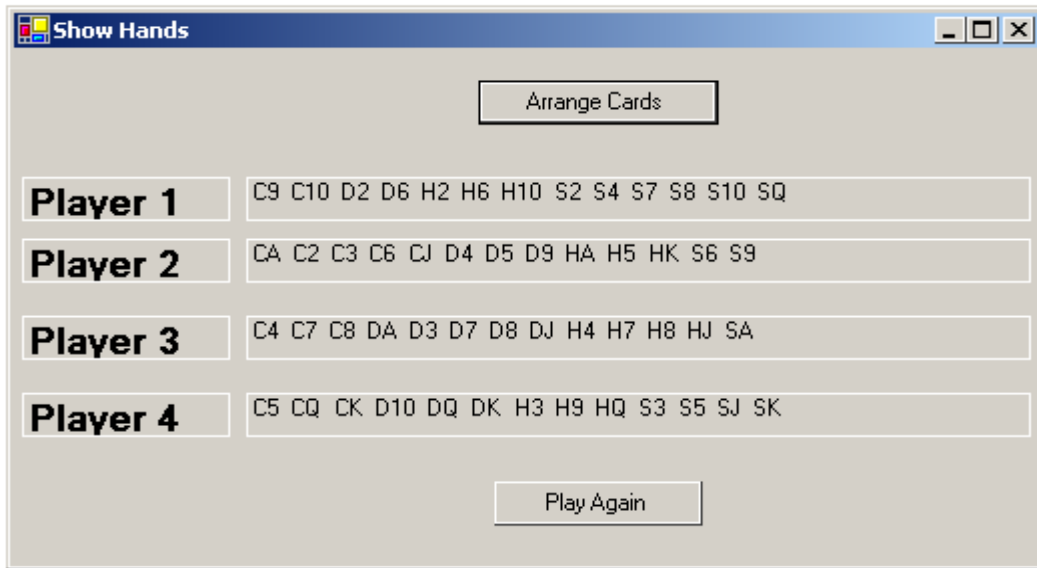 Show Hands
Arrange Cards
Player 1 C9 C10 D2 D6 H2 H6 H10 S2 S4 S7 S8 S10 SQ
Player 2 CA C2 C3 C6 CJ D4 D5 D9 HA H5 HK S6 S9
Player 3 C4 C7 C8 DA D3 D7 D8 DJ H4 H7 H8 HJ SA
Player 4 C5 CQ CK D10 DQ DK H3 H9 HQ S3 S5 SJ SK
Play Again